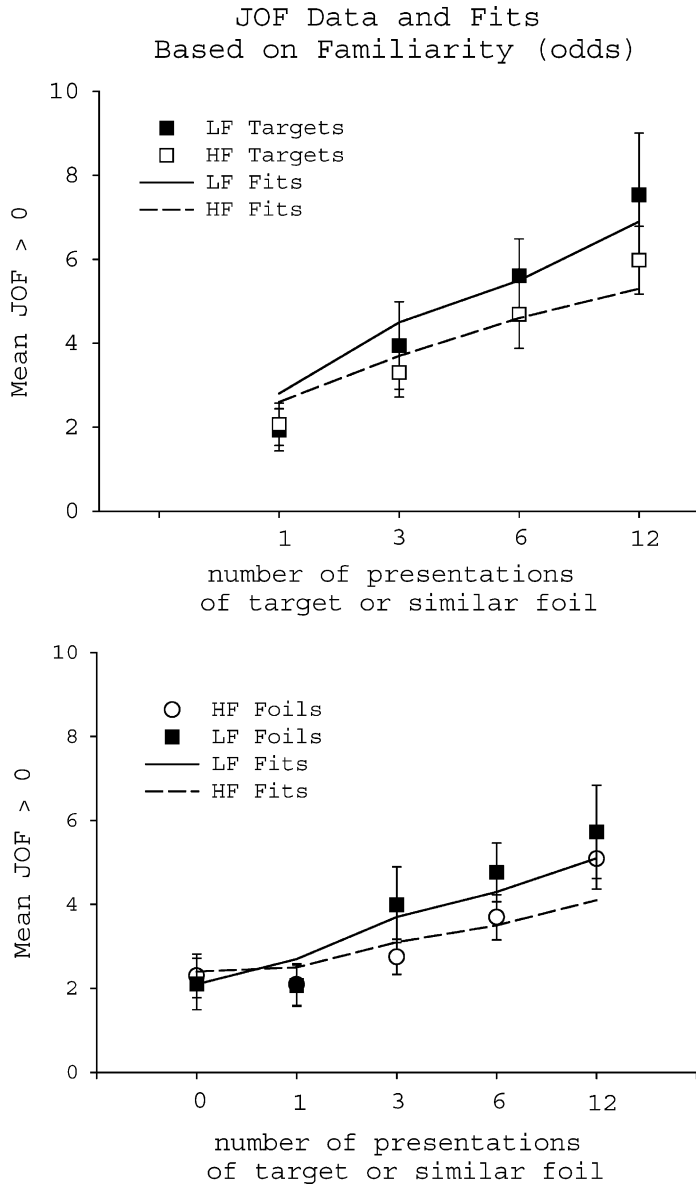 JOF Data and Fits
Based on Familiarity (odds)
10
8
6
4
2
0
Mean JOF > 0
LF Targets
HF Targets
LF Fits
HF Fits
1 3 6 12
number of presentations
of target or similar foil
10
8
6
4
2
0
Mean JOF > 0
HF Foils
LF Foils
LF Fits
HF Fits
0 1 3 6 12
number of presentations
of target or similar foil